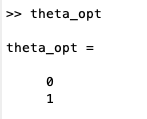 >> theta_opt
theta_opt =
0
1